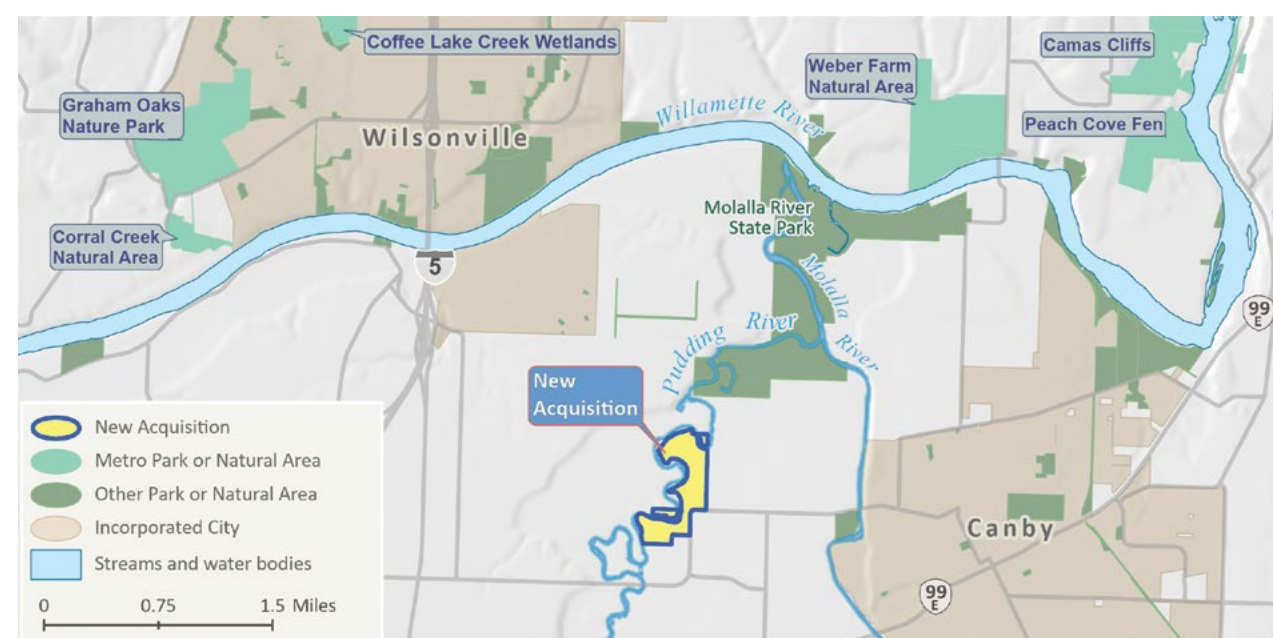 Coffee Lake Creek Wetlands
Camas Cliffs
Weber Farm
Natural Area
Graham Oaks
Nature Park
Willamette River
Peach Cove Fen
Wilsonville
Molalla River
State Park
Corral Creek
Natural Area
5
Molalla
River
99
E
Pudding
River
New
Acquisition
New Acquisition
Metro Park or Natural Area
Other Park or Natural Area
Incorporated City
Streams and water bodies
Canby
99
E
0 0.75 1.5 Miles